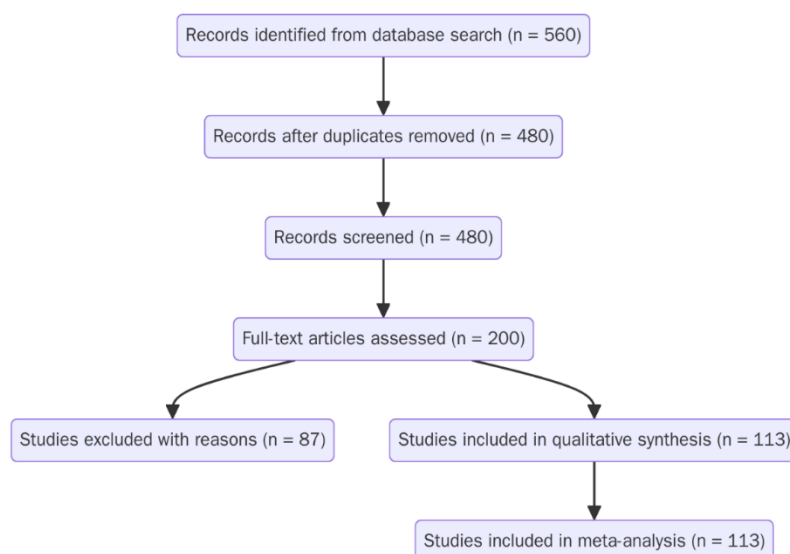 Records identified from database search (n = 560)
Records after duplicates removed (n = 480)
Records screened (n = 480)
Full-text articles assessed (n = 200)
Studies excluded with reasons (n = 87)
Studies included in qualitative synthesis (n = 113)
Studies included in meta-analysis (n = 113)